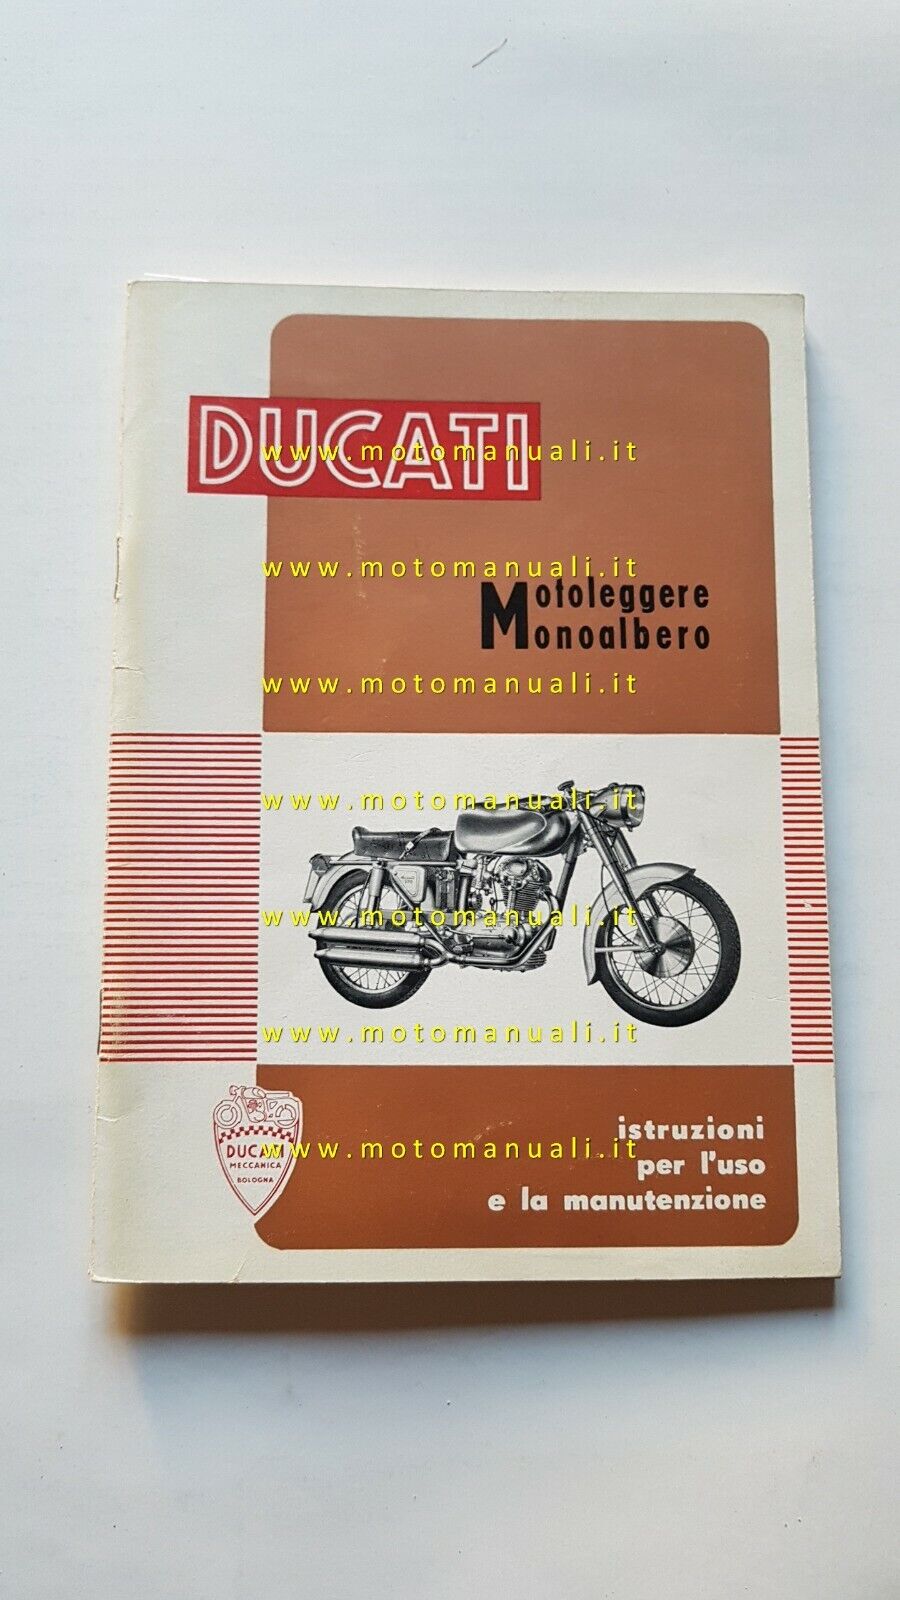 DUCATI
www.motomanuali.it
www.motomanuali.it
Motoleggere
Monoalbero
www.motomanuali.it
www.motomanuali.it
www.motomanuali.it
www.motomanuali.it
istruzioni
per l'uso
e la manutenzione
www.motomanuali.it
DUCATI
MECCANICA
BOLOGNA